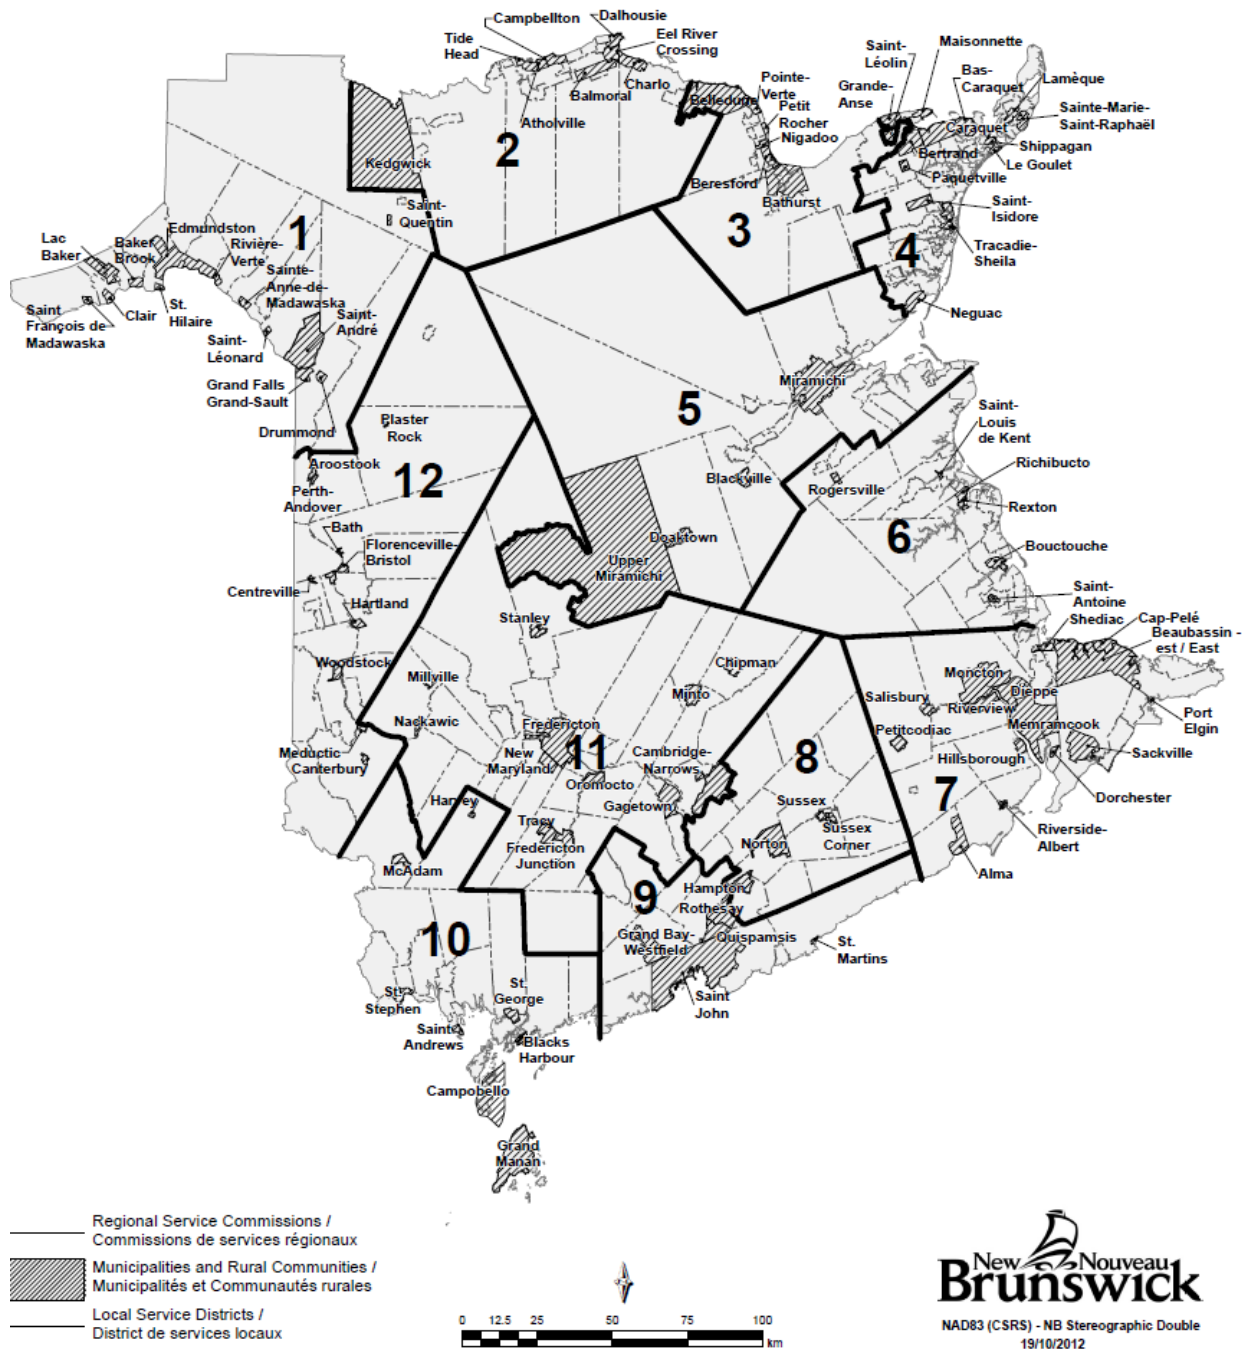 Campbellton
Dalhousie
Tide
Head
Eel River
Crossing
Charlo
Balmoral
Atholville
2
Kedgwick
Saint-
Quentin
Belledune
Pointe-
Verte
Petit
Rocher
Nigadoo
Beresford
Bathurst
3
Saint-
Léolin
Maisonnette
Grande-
Anse
Bas-
Caraquet
Lamèque
Sainte-Marie-
Saint-Raphaël
Caraquet
Shippagan
Le Goulet
Bertrand
Paquetville
Saint-
Isidore
4
Tracadie-
Sheila
Neguac
Lac
Baker
Baker
Brook
Edmundston
Rivière-
Verte
1
Sainte-
Anne-de-
Madawaska
Saint-
André
Saint
François de
Madawaska
Clair
St.
Hilaire
Saint-
Léonard
Grand Falls
Grand-Sault
Drummond
Plaster
Rock
Aroostook
12
Perth-
Andover
Bath
Florenceville-
Bristol
Centreville
Hartland
Woodstock
Meductic
Canterbury
5
Miramichi
Blackville
Doaktown
Upper
Miramichi
Saint-
Louis
de Kent
Richibucto
Rogersville
Rexton
6
Bouctouche
Saint-
Antoine
Shediac
Cap-Pelé
Beaubassin -
est / East
Stanley
Millville
Nackawic
Chipman
Minto
Fredericton
New
Maryland
11
Oromocto
Cambridge-
Narrows
Gagetown
Harvey
Tracy
Fredericton
Junction
McAdam
8
Sussex
Sussex
Corner
Norton
Moncton
Dieppe
Salisbury
Riverview
Memramcook
Petitcodiac
Hillsborough
7
Port
Elgin
Sackville
Dorchester
Riverside-
Albert
Alma
9
Hampton
Rothesay
Grand Bay-
Westfield
Quispamsis
St.
Martins
Saint
John
10
St.
Stephen
St.
George
Saint
Andrews
Blacks
Harbour
Campobello
Grand
Manan
Regional Service Commissions /
Commissions de services régionaux
Municipalities and Rural Communities /
Municipalités et Communautés rurales
Local Service Districts /
District de services locaux
0 12.5 25 50 75 100
km
New Nouveau
Brunswick
NAD83 (CSRS) - NB Stereographic Double
19/10/2012